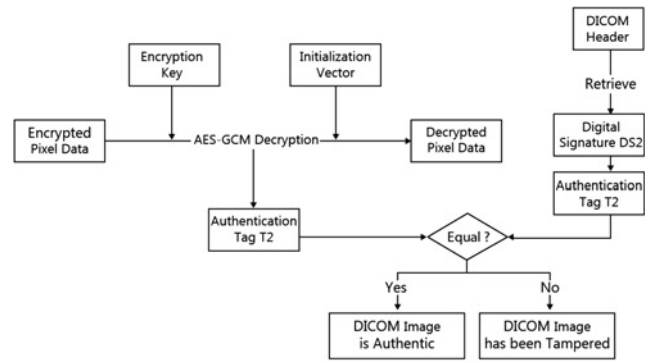 DICOM
Header
Encryption
Key
Initialization
Vector
Retrieve
Encrypted
Pixel Data
AES-GCM Decryption
Decrypted
Pixel Data
Digital
Signature DS2
Authentication
Tag T2
Authentication
Tag T2
Equal ?
Yes
No
DICOM Image
is Authentic
DICOM Image
has been Tampered